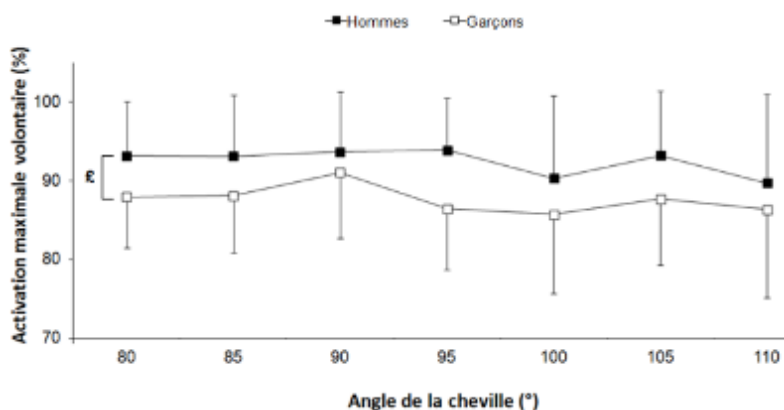 Hommes Garçons
Activation maximale volontaire (%)
100
90
80
70
£
80 85 90 95 100 105 110
Angle de la cheville (°)